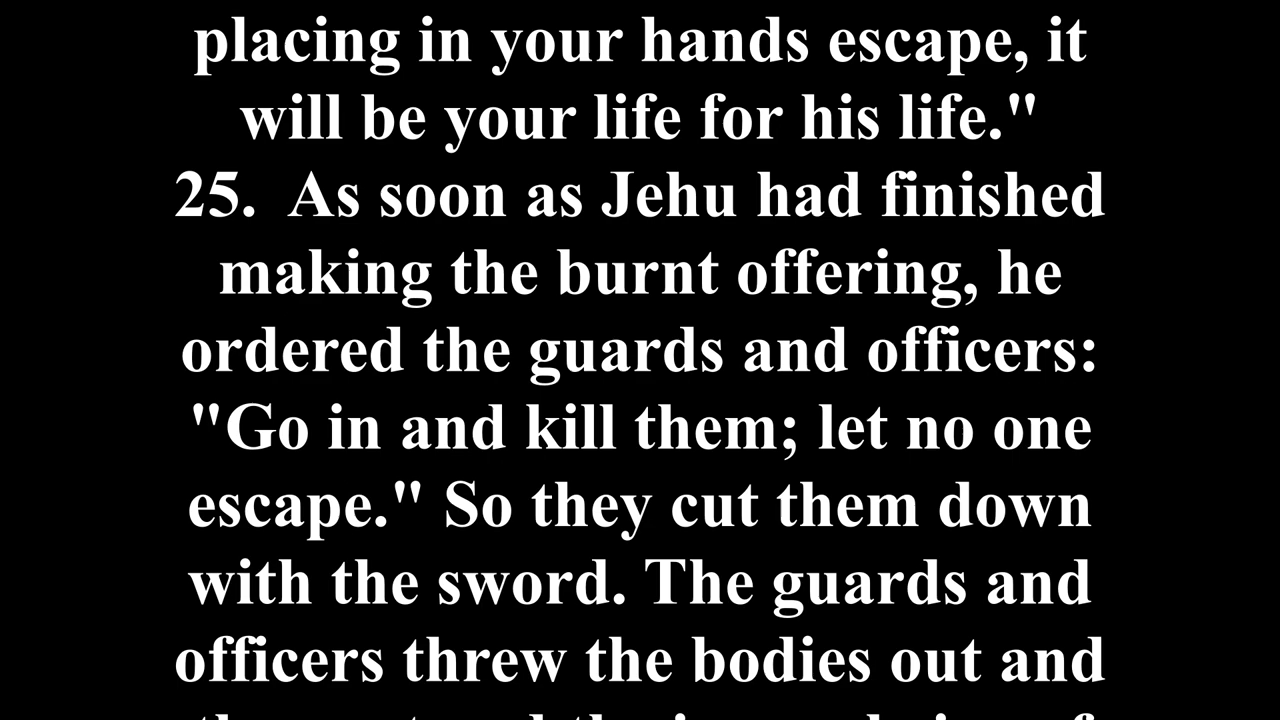 placing in your hands escape, it
will be your life for his life."
25.  As soon as Jehu had finished
making the burnt offering, he
ordered the guards and officers:
"Go in and kill them; let no one
escape." So they cut them down
with the sword. The guards and
officers threw the bodies out and